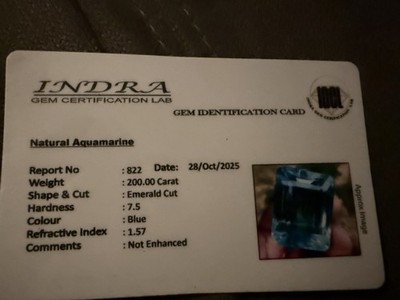 INDRA
GEM CERTIFICATION LAB
IDGL
GEM IDENTIFICATION CARD
Natural Aquamarine
Report No : 822 Date: 28/Oct/2025
Weight : 200.00 Carat
Shape & Cut : Emerald Cut
Hardness : 7.5
Colour : Blue
Refractive Index : 1.57
Comments : Not Enhanced
Approx Image